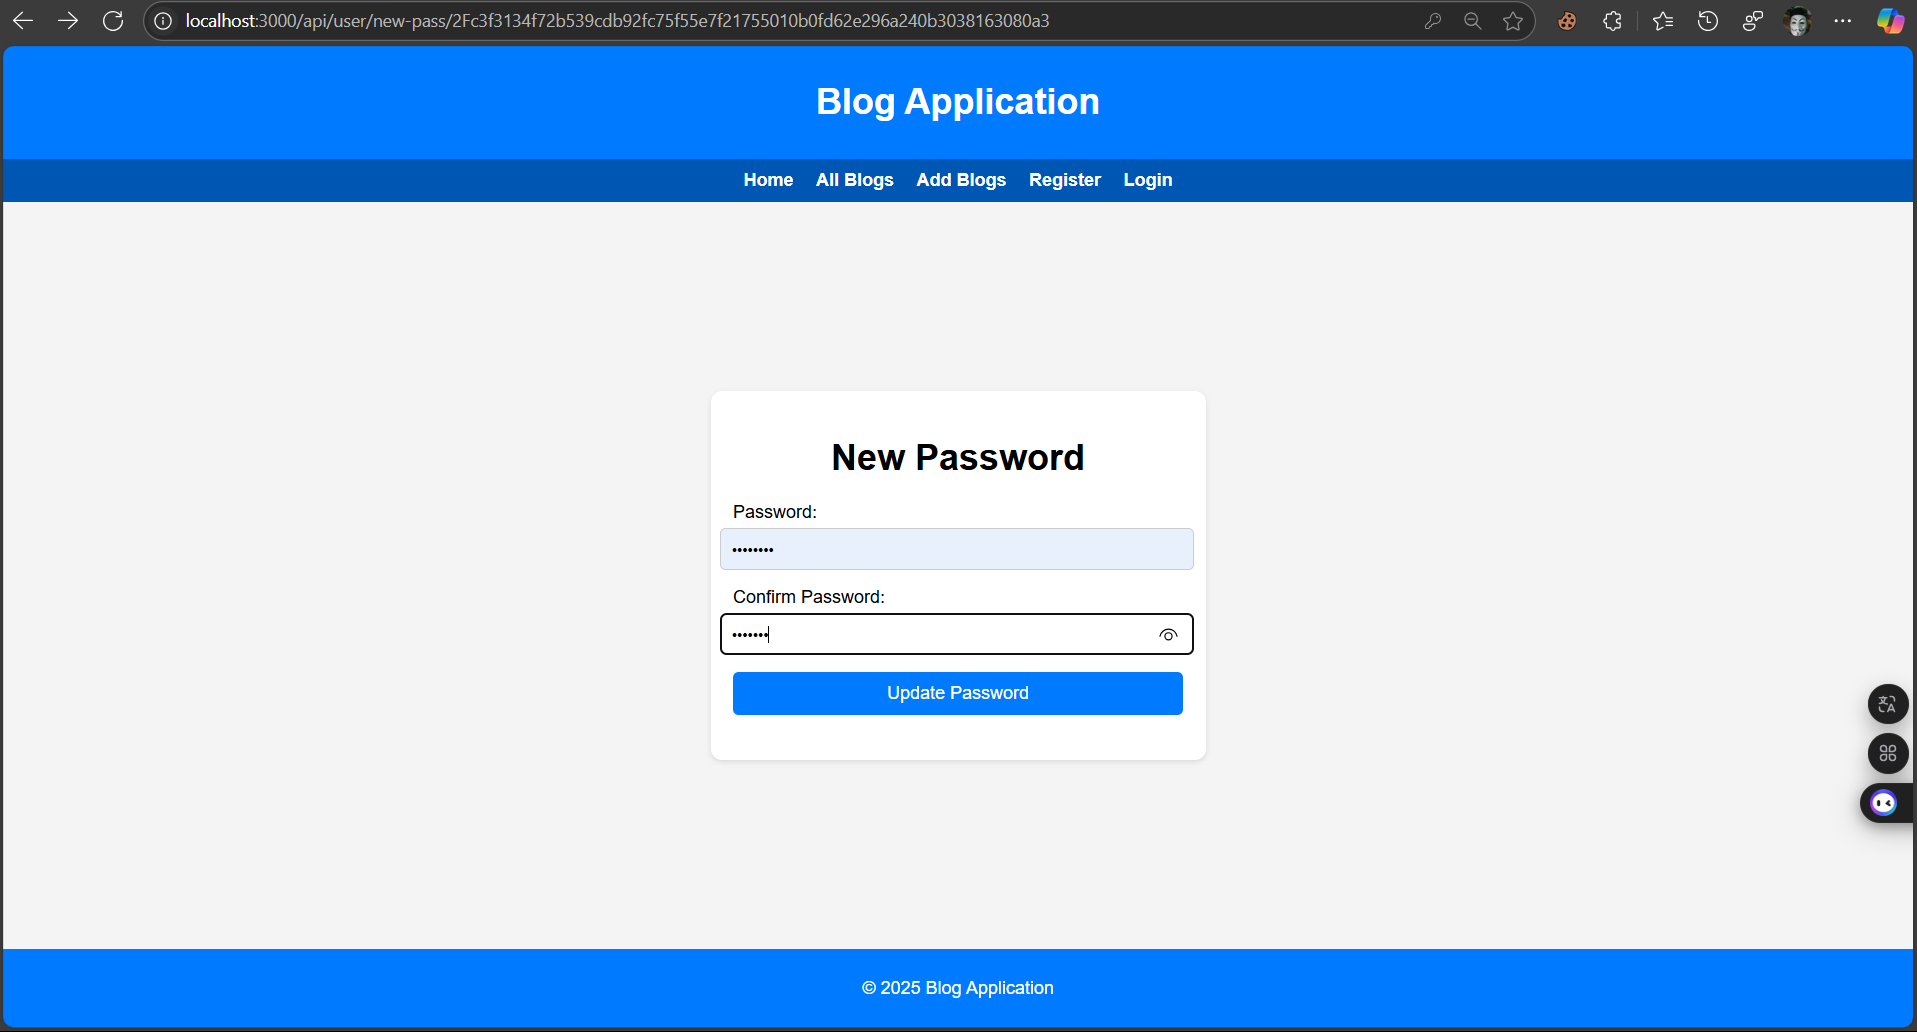 localhost:3000/api/user/new-pass/2Fc3f3134f72b539cdb92fc75f55e7f21755010b0fd62e296a240b3038163080a3
Blog Application
Home All Blogs Add Blogs Register Login
New Password
Password:
••••••••
Confirm Password:
•••••••
Update Password
© 2025 Blog Application